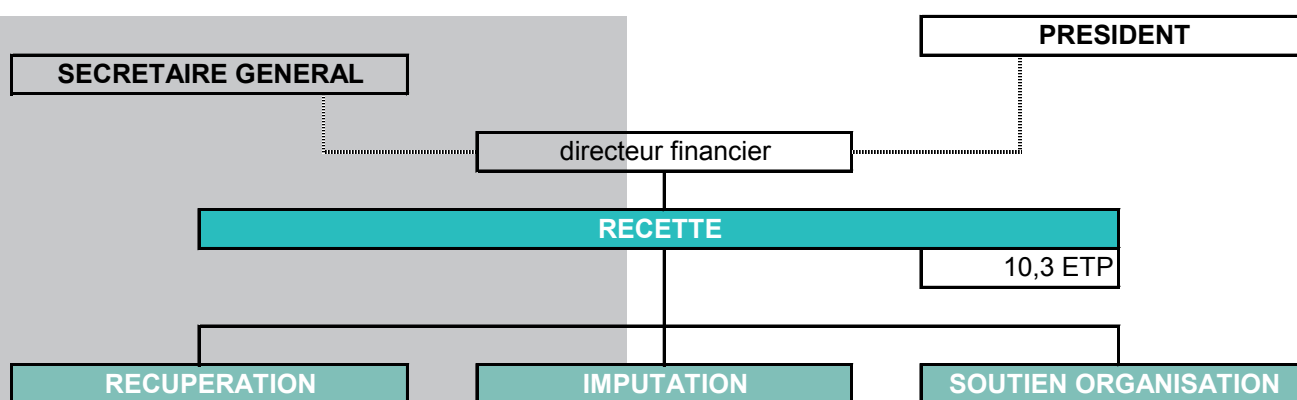 PRESIDENT
SECRETAIRE GENERAL
directeur financier
RECETTE
10,3 ETP
RECUPERATION
IMPUTATION
SOUTIEN ORGANISATION